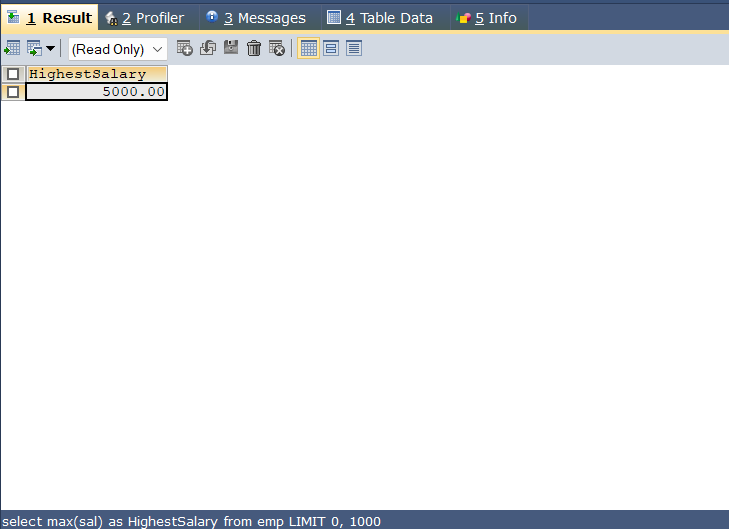 1 Result 2 Profiler 3 Messages 4 Table Data 5 Info
(Read Only)
HighestSalary
5000.00
select max(sal) as HighestSalary from emp LIMIT 0, 1000